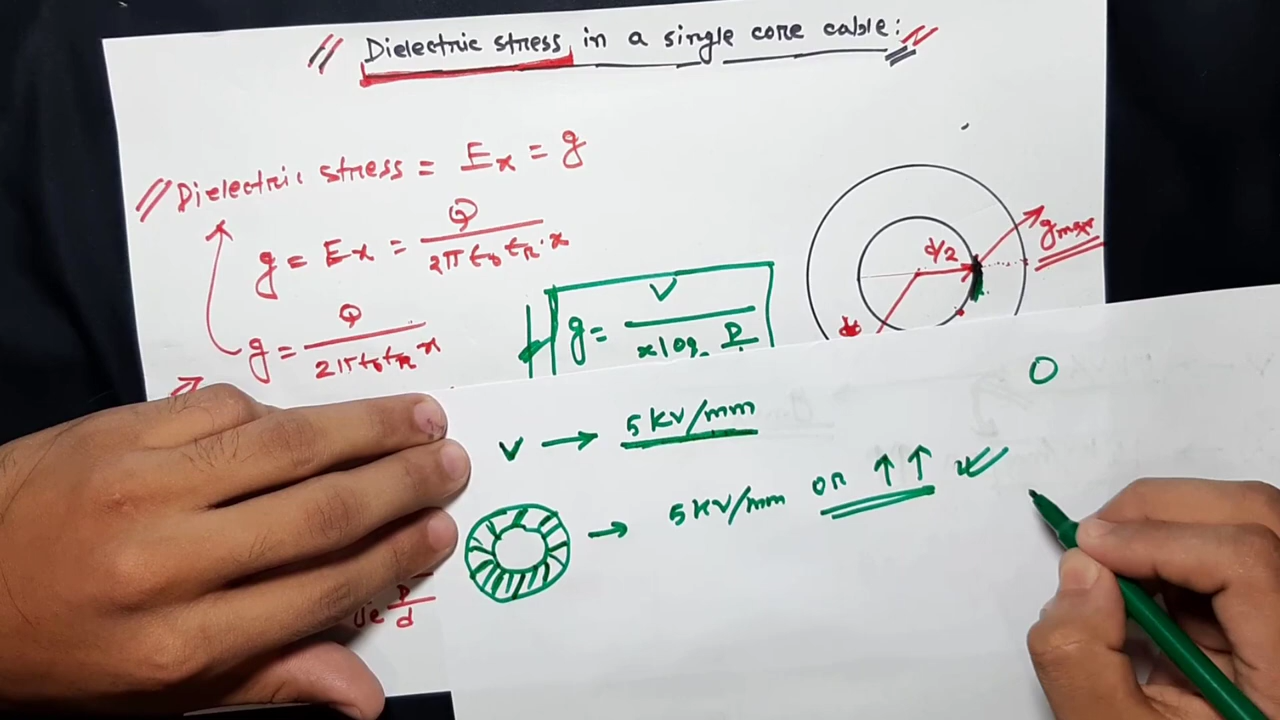 Dielectric stress in a single core cable:
Dielectric stress = Eₓ = g
g = Eₓ = Q / 2π ε₀ εᵣ . x
g = Q / 2π ε₀ εᵣ x
g = V / x logₑ D
d/2
gmax
V → 5 KV/mm
5 KV/mm or ↑↑
O
D / d